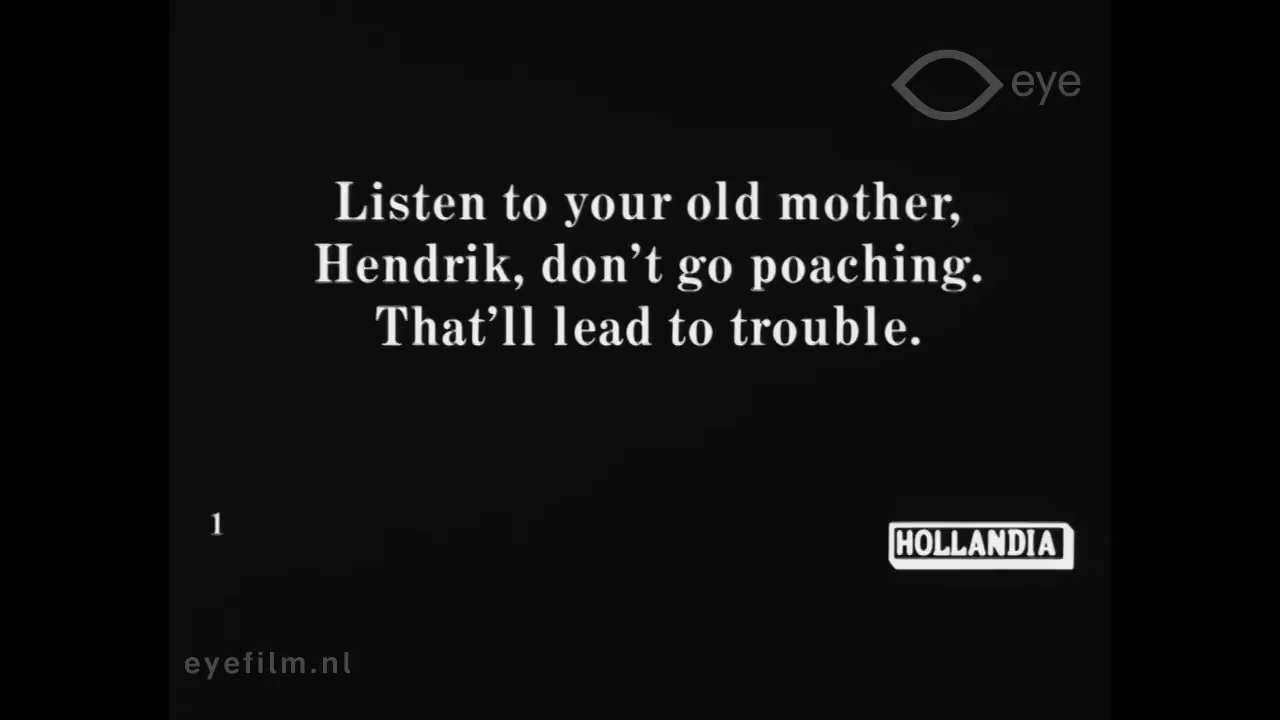 eye
Listen to your old mother,
Hendrik, don't go poaching.
That'll lead to trouble.
1
HOLLANDIA
eyefilm.nl